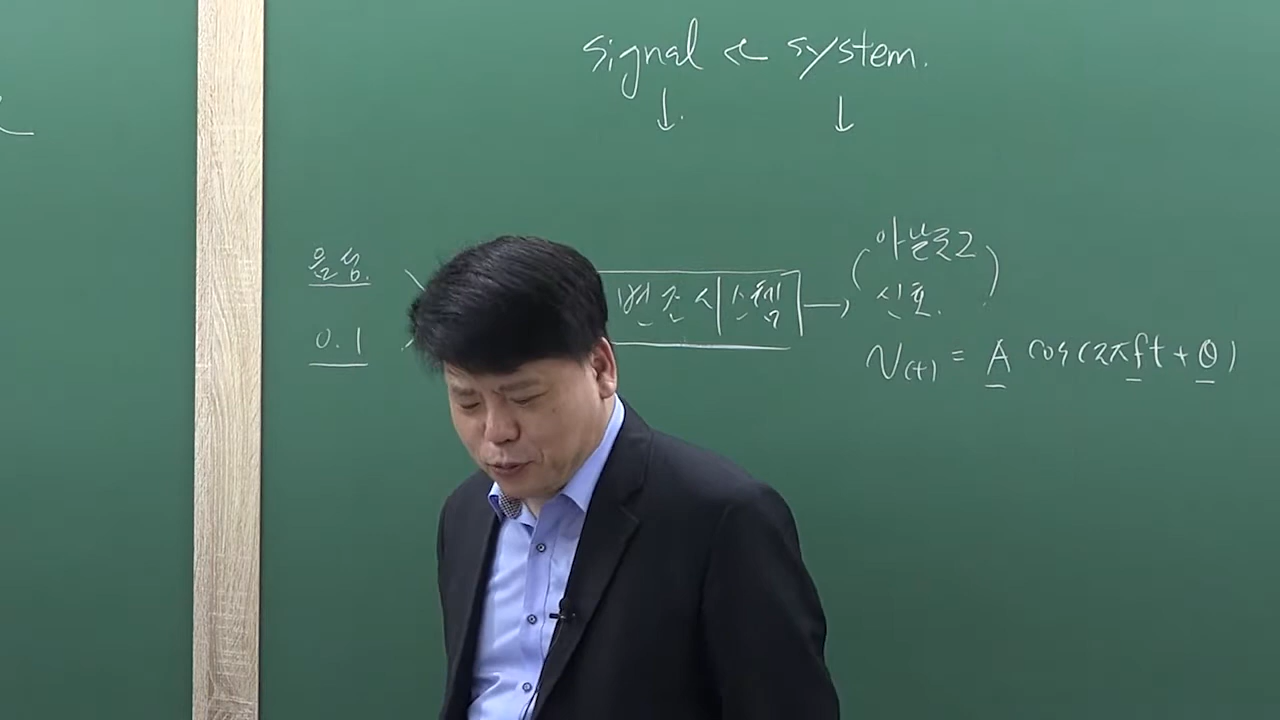 signal & system.
↓ ↓
음성.
0.1
변조 시스템 →
(아날로그
신호.)
v(t) = A cos(2πft + θ)